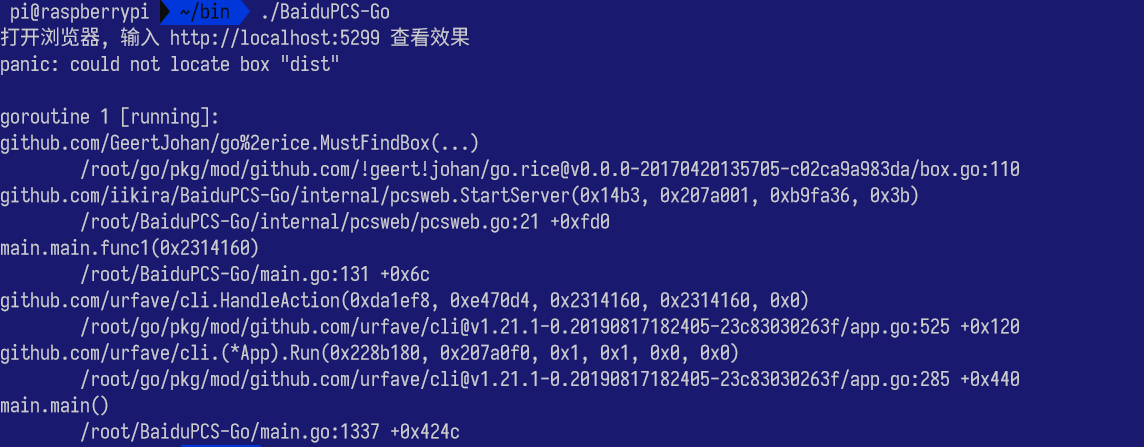 pi@raspberrypi ~/bin ./BaiduPCS-Go
打开浏览器, 输入 http://localhost:5299 查看效果
panic: could not locate box "dist"
goroutine 1 [running]:
github.com/GeertJohan/go%2erice.MustFindBox(...)
/root/go/pkg/mod/github.com/!geert!johan/go.rice@v0.0.0-20170420135705-c02ca9a983da/box.go:110
github.com/iikira/BaiduPCS-Go/internal/pcsweb.StartServer(0x14b3, 0x207a001, 0xb9fa36, 0x3b)
/root/BaiduPCS-Go/internal/pcsweb/pcsweb.go:21 +0xfd0
main.main.func1(0x2314160)
/root/BaiduPCS-Go/main.go:131 +0x6c
github.com/urfave/cli.HandleAction(0xda1ef8, 0xe470d4, 0x2314160, 0x2314160, 0x0)
/root/go/pkg/mod/github.com/urfave/cli@v1.21.1-0.20190817182405-23c83030263f/app.go:525 +0x120
github.com/urfave/cli.(*App).Run(0x228b180, 0x207a0f0, 0x1, 0x1, 0x0, 0x0)
/root/go/pkg/mod/github.com/urfave/cli@v1.21.1-0.20190817182405-23c83030263f/app.go:285 +0x440
main.main()
/root/BaiduPCS-Go/main.go:1337 +0x424c